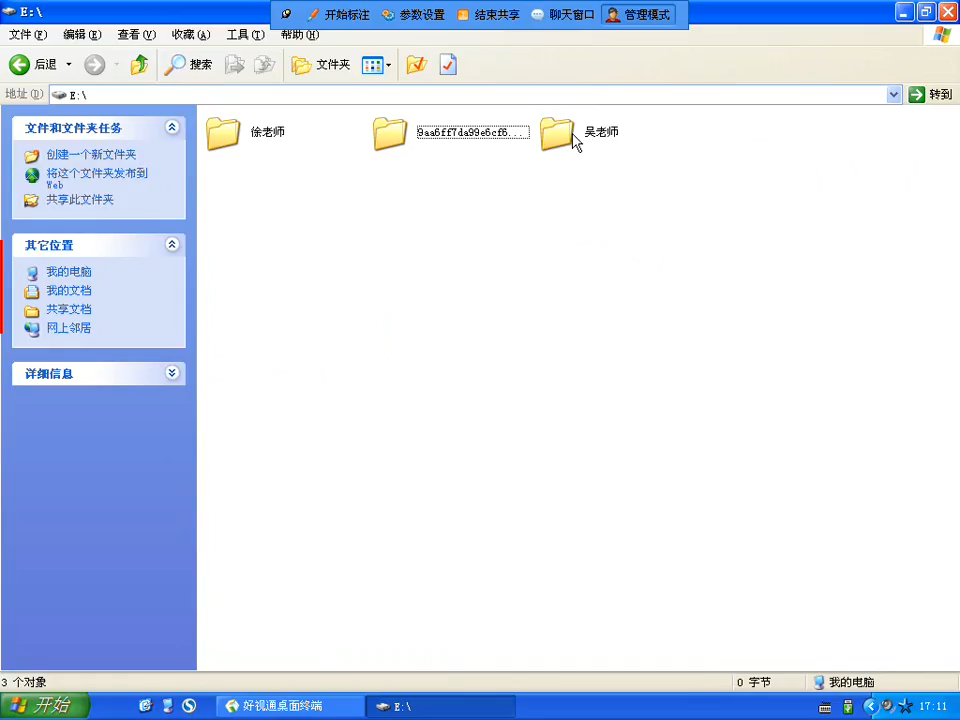 E:\
开始标注 参数设置 结束共享 聊天窗口 管理模式
文件(F) 编辑(E) 查看(V) 收藏(A) 工具(T) 帮助(H)
后退 搜索 文件夹
地址(D) E:\ 转到
文件和文件夹任务
创建一个新文件夹
将这个文件夹发布到
Web
共享此文件夹
其它位置
我的电脑
我的文档
共享文档
网上邻居
详细信息
徐老师 9aa6ff7da99e6cf6... 吴老师
3 个对象 0 字节 我的电脑
开始 好视通桌面终端 E:\ 17:11